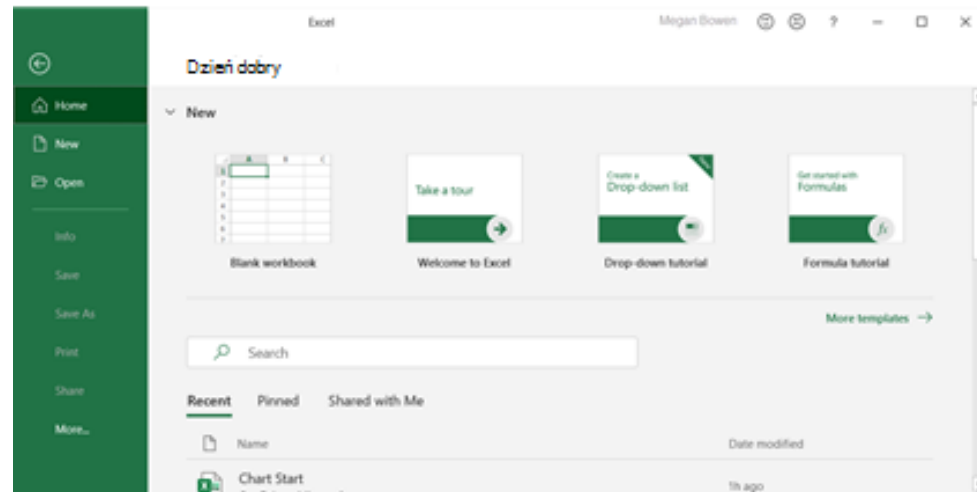 Excel
Megan Bowen
?
Dzień dobry
Home
New
Open
Info
Save
Save As
Print
Share
More...
New
A B C
Take a tour
Create a
Drop-down list
Get started with
Formulas
fx
Blank workbook
Welcome to Excel
Drop-down tutorial
Formula tutorial
More templates
Search
Recent Pinned Shared with Me
Name Date modified
Chart Start
1h ago